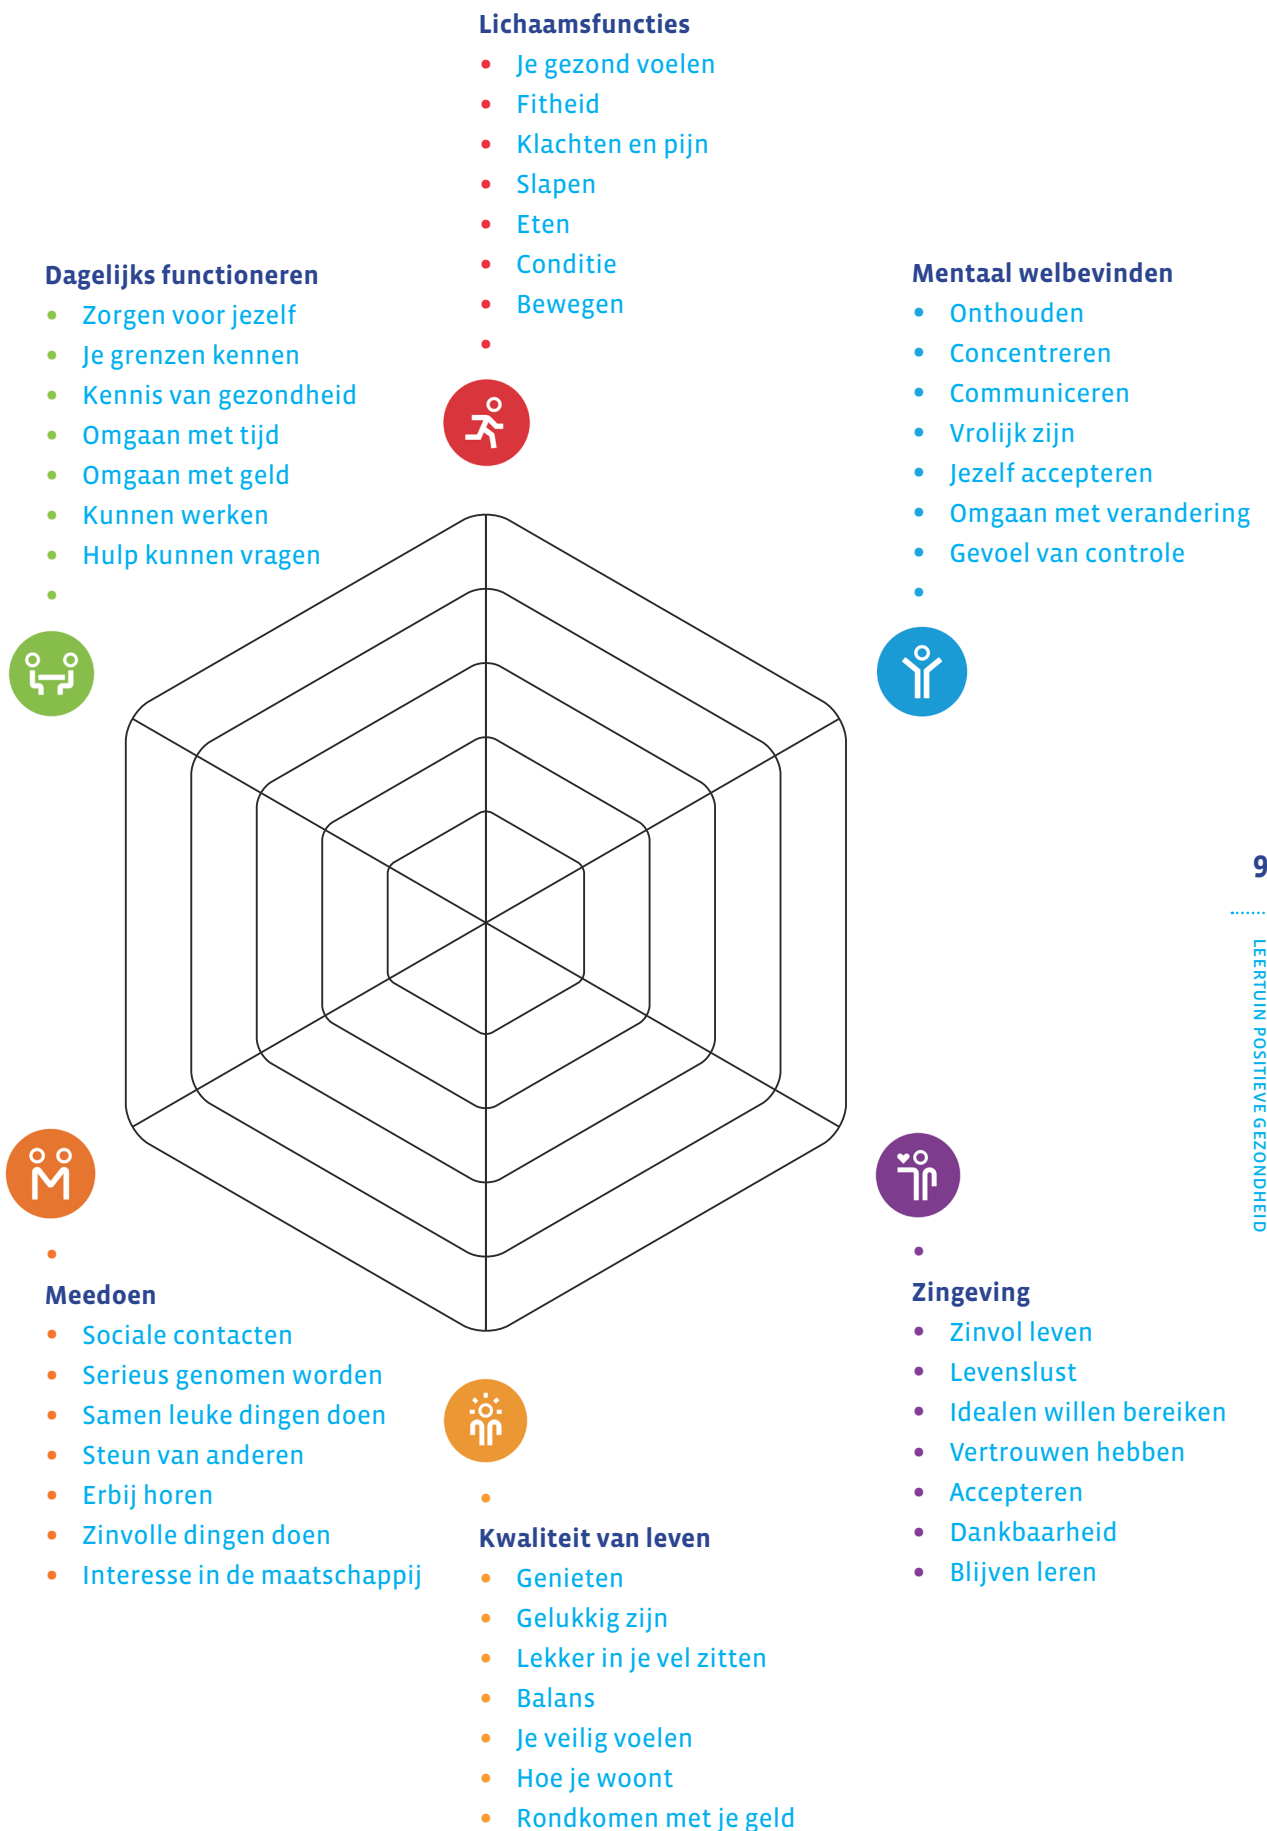 Lichaamsfuncties
• Je gezond voelen
• Fitheid
• Klachten en pijn
• Slapen
• Eten
• Conditie
• Bewegen
•
Dagelijks functioneren
• Zorgen voor jezelf
• Je grenzen kennen
• Kennis van gezondheid
• Omgaan met tijd
• Omgaan met geld
• Kunnen werken
• Hulp kunnen vragen
•
Mentaal welbevinden
• Onthouden
• Concentreren
• Communiceren
• Vrolijk zijn
• Jezelf accepteren
• Omgaan met verandering
• Gevoel van controle
•
9
LEERTUIN POSITIEVE GEZONDHEID
•
Meedoen
• Sociale contacten
• Serieus genomen worden
• Samen leuke dingen doen
• Steun van anderen
• Erbij horen
• Zinvolle dingen doen
• Interesse in de maatschappij
•
Kwaliteit van leven
• Genieten
• Gelukkig zijn
• Lekker in je vel zitten
• Balans
• Je veilig voelen
• Hoe je woont
• Rondkomen met je geld
•
Zingeving
• Zinvol leven
• Levenslust
• Idealen willen bereiken
• Vertrouwen hebben
• Accepteren
• Dankbaarheid
• Blijven leren